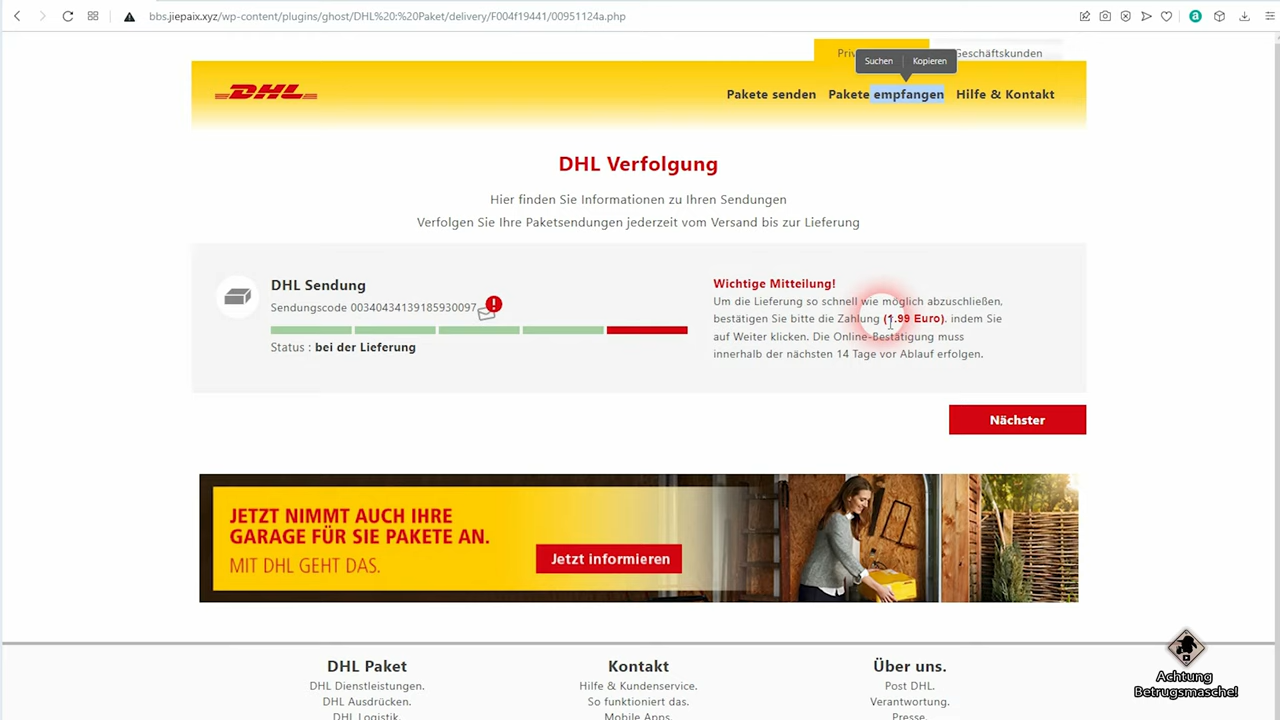 bbs.jiepaix.xyz/wp-content/plugins/ghost/DHL%20:%20Paket/delivery/F004f19441/00951124a.php
Geschäftskunden
Suchen
Kopieren
DHL
Pakete senden
Pakete empfangen
Hilfe & Kontakt
DHL Verfolgung
Hier finden Sie Informationen zu Ihren Sendungen
Verfolgen Sie Ihre Paketsendungen jederzeit vom Versand bis zur Lieferung
DHL Sendung
Sendungscode 00340434139185930097
Status : bei der Lieferung
Wichtige Mitteilung!
Um die Lieferung so schnell wie möglich abzuschließen,
bestätigen Sie bitte die Zahlung (1.99 Euro). indem Sie
auf Weiter klicken. Die Online-Bestätigung muss
innerhalb der nächsten 14 Tage vor Ablauf erfolgen.
Nächster
JETZT NIMMT AUCH IHRE
GARAGE FÜR SIE PAKETE AN.
MIT DHL GEHT DAS.
Jetzt informieren
DHL Paket
DHL Dienstleistungen.
DHL Ausdrücken.
DHL Logistik.
Kontakt
Hilfe & Kundenservice.
So funktioniert das.
Mobile Apps.
Über uns.
Post DHL.
Verantwortung.
Presse.
Achtung
Betrugsmasche!